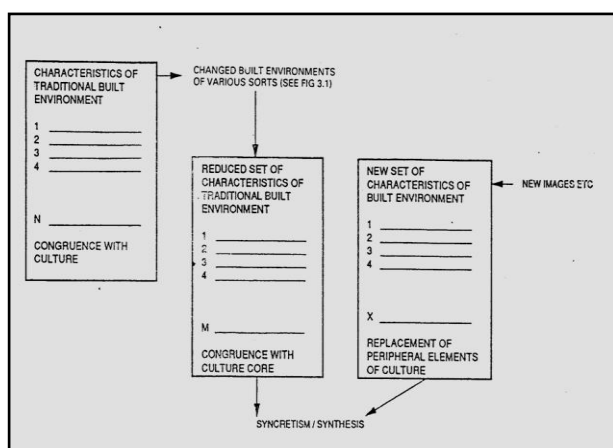 CHARACTERISTICS OF
TRADITIONAL BUILT
ENVIRONMENT
1
2
3
4
N
CONGRUENCE WITH
CULTURE
CHANGED BUILT ENVIRONMENTS
OF VARIOUS SORTS (SEE FIG 3.1)
REDUCED SET OF
CHARACTERISTICS OF
TRADITIONAL BUILT
ENVIRONMENT
1
2
3
4
M
CONGRUENCE WITH
CULTURE CORE
NEW SET OF
CHARACTERISTICS OF
BUILT ENVIRONMENT
1
2
3
4
X
REPLACEMENT OF
PERIPHERAL ELEMENTS
OF CULTURE
NEW IMAGES ETC
SYNCRETISM / SYNTHESIS